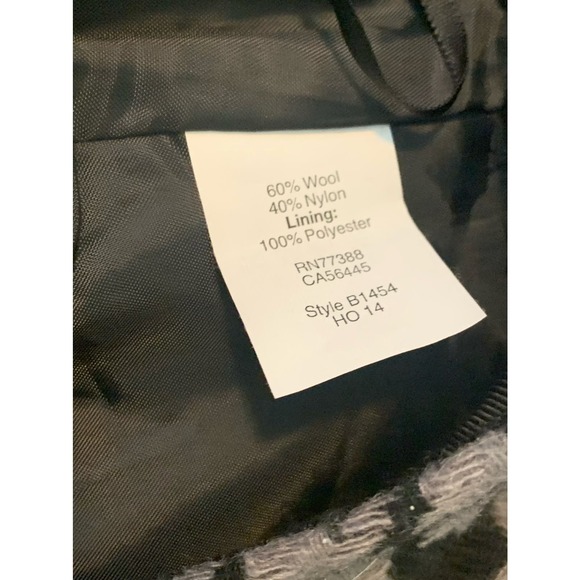 60% Wool
40% Nylon
Lining:
100% Polyester
RN77388
CA56445
Style B1454
HO 14